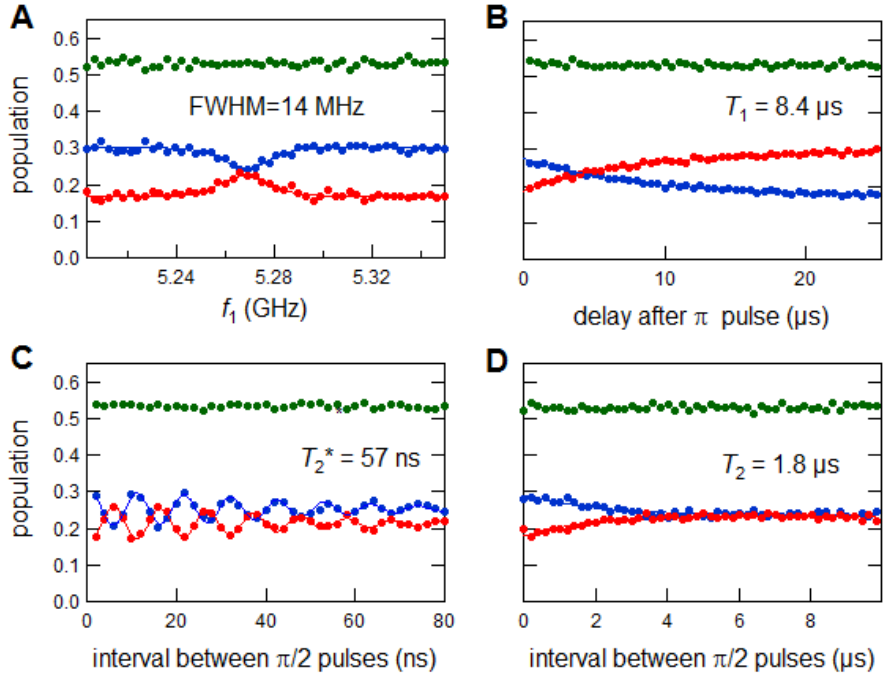 A
0.6
0.5
0.4
0.3
0.2
0.1
0.0
population
FWHM=14 MHz
5.24
5.28
5.32
f1 (GHz)
B
T1 = 8.4 µs
0
10
20
delay after π pulse (µs)
C
0.6
0.5
0.4
0.3
0.2
0.1
0.0
population
T2* = 57 ns
0
20
40
60
80
interval between π/2 pulses (ns)
D
T2 = 1.8 µs
0
2
4
6
8
interval between π/2 pulses (µs)